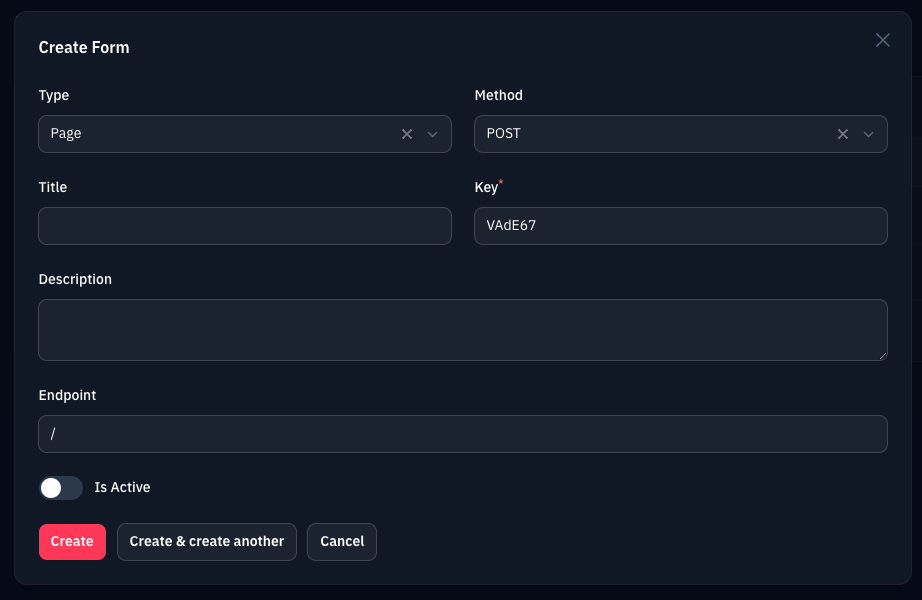 Create Form
Type
Method
Page
POST
Title
Key*
VAdE67
Description
Endpoint
/
Is Active
Create
Create & create another
Cancel